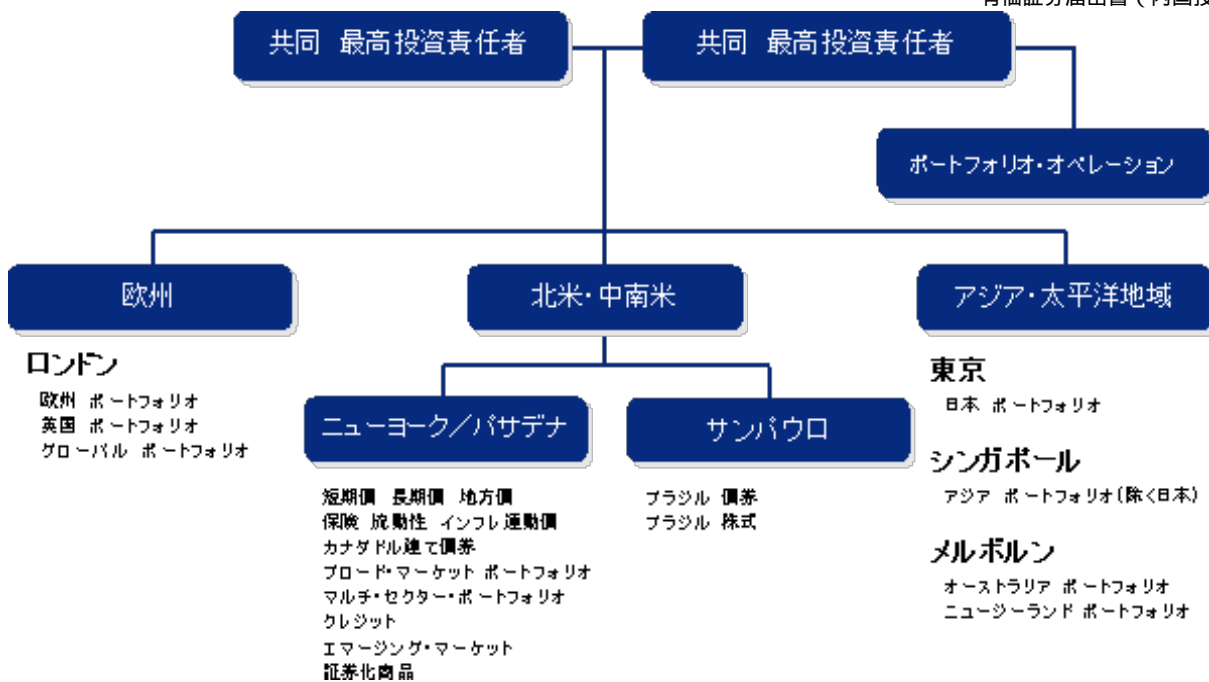 有価証券届出書（内国投
共同 最高投資責任者
共同 最高投資責任者
ポートフォリオ・オペレーション
欧州
北米・中南米
アジア・太平洋地域
ロンドン
欧州 ポートフォリオ
英国 ポートフォリオ
グローバル ポートフォリオ
ニューヨーク／パサデナ
短期債 長期債 地方債
保険 流動性 インフレ連動債
カナダドル建て債券
ブロード・マーケット ポートフォリオ
マルチ・セクター・ポートフォリオ
クレジット
エマージング・マーケット
証券化商品
サンパウロ
ブラジル 債券
ブラジル 株式
東京
日本 ポートフォリオ
シンガポール
アジア ポートフォリオ(除く日本)
メルボルン
オーストラリア ポートフォリオ
ニュージーランド ポートフォリオ